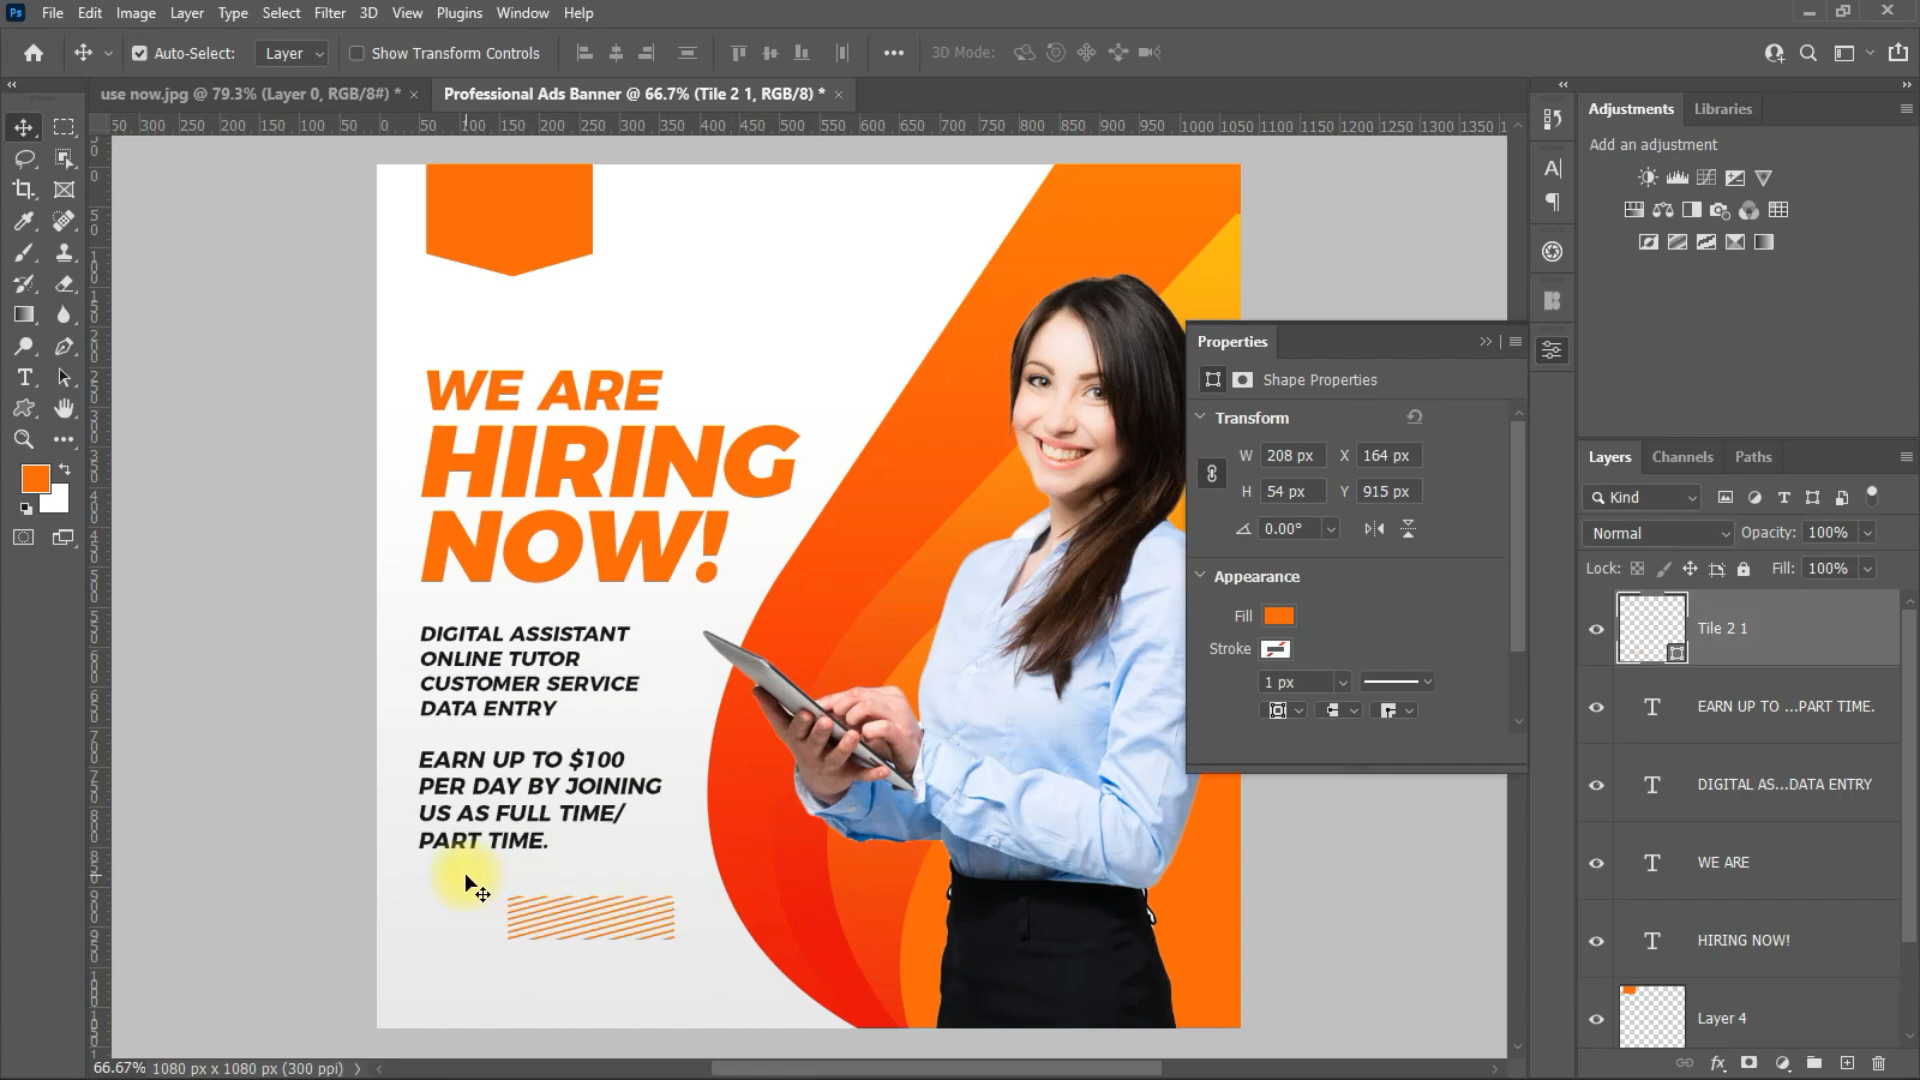 Ps File Edit Image Layer Type Select Filter 3D View Plugins Window Help
Auto-Select: Layer Show Transform Controls 3D Mode:
use now.jpg @ 79.3% (Layer 0, RGB/8#) * × Professional Ads Banner @ 66.7% (Tile 2 1, RGB/8) * ×
50 300 250 200 150 100 50 0 50 100 150 200 250 300 350 400 450 500 550 600 650 700 750 800 850 900 950 1000 1050 1100 1150 1200 1250 1300 1350
WE ARE
HIRING
NOW!
DIGITAL ASSISTANT
ONLINE TUTOR
CUSTOMER SERVICE
DATA ENTRY
EARN UP TO $100
PER DAY BY JOINING
US AS FULL TIME/
PART TIME.
66.67% 1080 px x 1080 px (300 ppi)
Properties
Shape Properties
Transform
W 208 px X 164 px
H 54 px Y 915 px
0.00°
Appearance
Fill
Stroke
1 px
Adjustments Libraries
Add an adjustment
Layers Channels Paths
Kind
Normal Opacity: 100%
Lock: Fill: 100%
Tile 2 1
EARN UP TO ...PART TIME.
DIGITAL AS...DATA ENTRY
WE ARE
HIRING NOW!
Layer 4